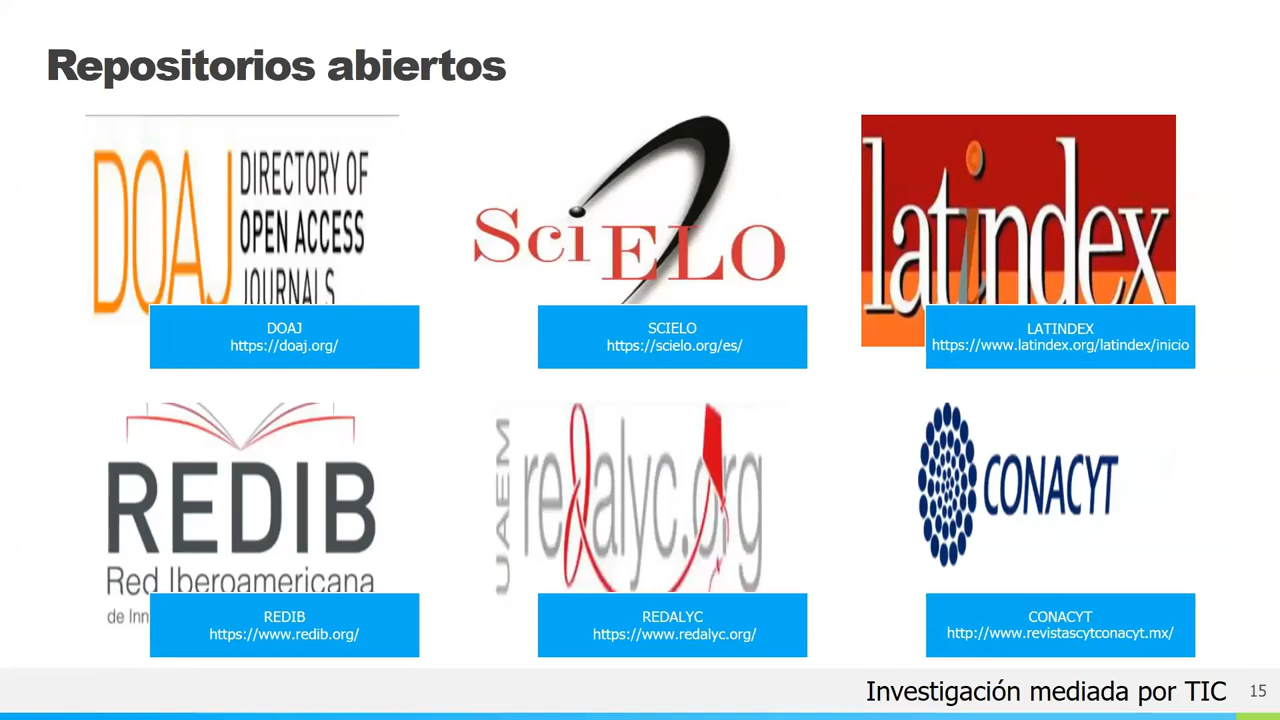 Repositorios abiertos
DOAJ
DIRECTORY OF
OPEN ACCESS
JOURNALS
DOAJ
https://doaj.org/
SciELO
SCIELO
https://scielo.org/es/
latindex
LATINDEX
https://www.latindex.org/latindex/inicio
REDIB
Red Iberoamericana
de Inn
REDIB
https://www.redib.org/
UAEM
redalyc.org
REDALYC
https://www.redalyc.org/
CONACYT
CONACYT
http://www.revistascytconacyt.mx/
Investigación mediada por TIC
15